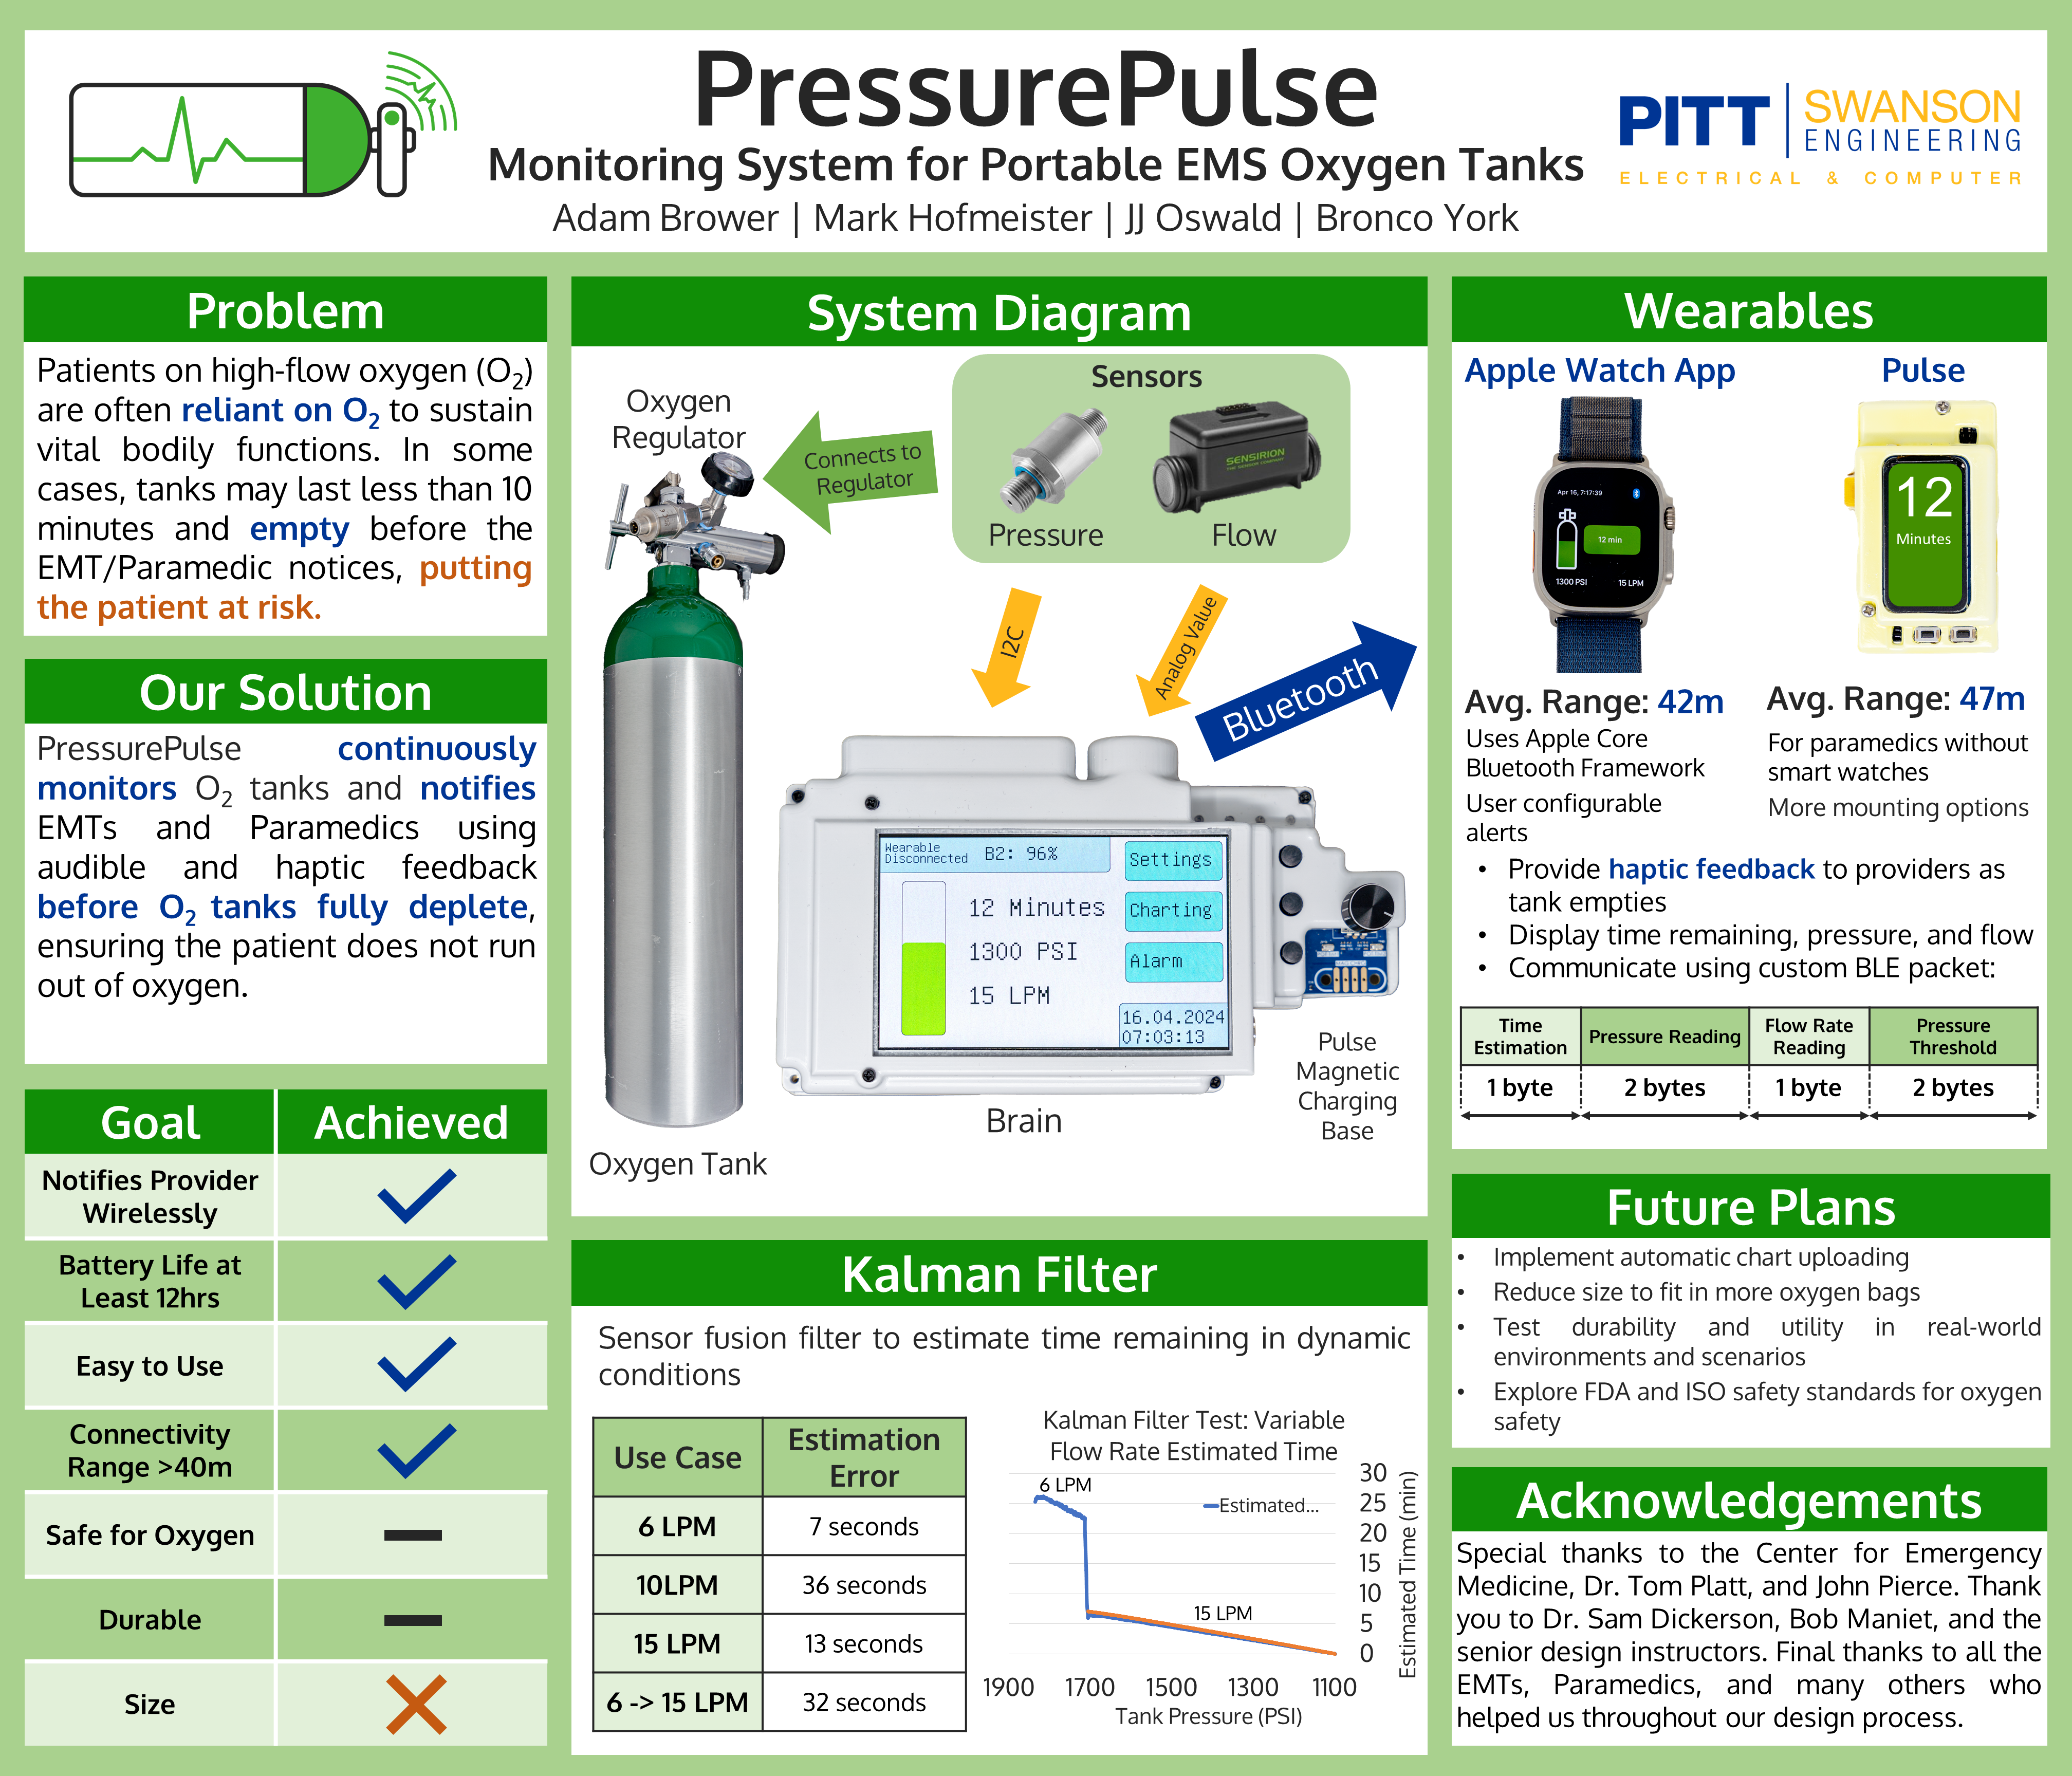 PressurePulse
Monitoring System for Portable EMS Oxygen Tanks
Adam Brower | Mark Hofmeister | JJ Oswald | Bronco York
PITT | SWANSON
ENGINEERING
ELECTRICAL & COMPUTER
Problem
Patients on high-flow oxygen (O2)
are often reliant on O2 to sustain
vital bodily functions. In some
cases, tanks may last less than 10
minutes and empty before the
EMT/Paramedic notices, putting
the patient at risk.
Our Solution
PressurePulse continuously
monitors O2 tanks and notifies
EMTs and Paramedics using
audible and haptic feedback
before O2 tanks fully deplete,
ensuring the patient does not run
out of oxygen.
Goal Achieved
Notifies Provider
Wirelessly
Battery Life at
Least 12hrs
Easy to Use
Connectivity
Range >40m
Safe for Oxygen
Durable
Size
System Diagram
Oxygen
Regulator
Connects to
Regulator
Sensors
SENSIRION
THE SENSOR COMPANY
Pressure Flow
I2C
Analog Value
Bluetooth
Wearable
Disconnected B2: 96%
12 Minutes
1300 PSI
15 LPM
Settings
Charting
Alarm
16.04.2024
07:03:13
Pulse
Magnetic
Charging
Base
Brain
Oxygen Tank
Kalman Filter
Sensor fusion filter to estimate time remaining in dynamic
conditions
Use Case Estimation
Error
6 LPM 7 seconds
10LPM 36 seconds
15 LPM 13 seconds
6 -> 15 LPM 32 seconds
Kalman Filter Test: Variable
Flow Rate Estimated Time
6 LPM
Estimated...
15 LPM
30
25
20
15
10
5
0
Estimated Time (min)
1900 1700 1500 1300 1100
Tank Pressure (PSI)
Wearables
Apple Watch App
Apr 16, 7:17:39
12 min
1300 PSI 15 LPM
Avg. Range: 42m
Uses Apple Core
Bluetooth Framework
User configurable
alerts
Pulse
12
Minutes
Avg. Range: 47m
For paramedics without
smart watches
More mounting options
• Provide haptic feedback to providers as
tank empties
• Display time remaining, pressure, and flow
• Communicate using custom BLE packet:
Time
Estimation
Pressure Reading
Flow Rate
Reading
Pressure
Threshold
1 byte 2 bytes 1 byte 2 bytes
Future Plans
• Implement automatic chart uploading
• Reduce size to fit in more oxygen bags
• Test durability and utility in real-world
environments and scenarios
• Explore FDA and ISO safety standards for oxygen
safety
Acknowledgements
Special thanks to the Center for Emergency
Medicine, Dr. Tom Platt, and John Pierce. Thank
you to Dr. Sam Dickerson, Bob Maniet, and the
senior design instructors. Final thanks to all the
EMTs, Paramedics, and many others who
helped us throughout our design process.